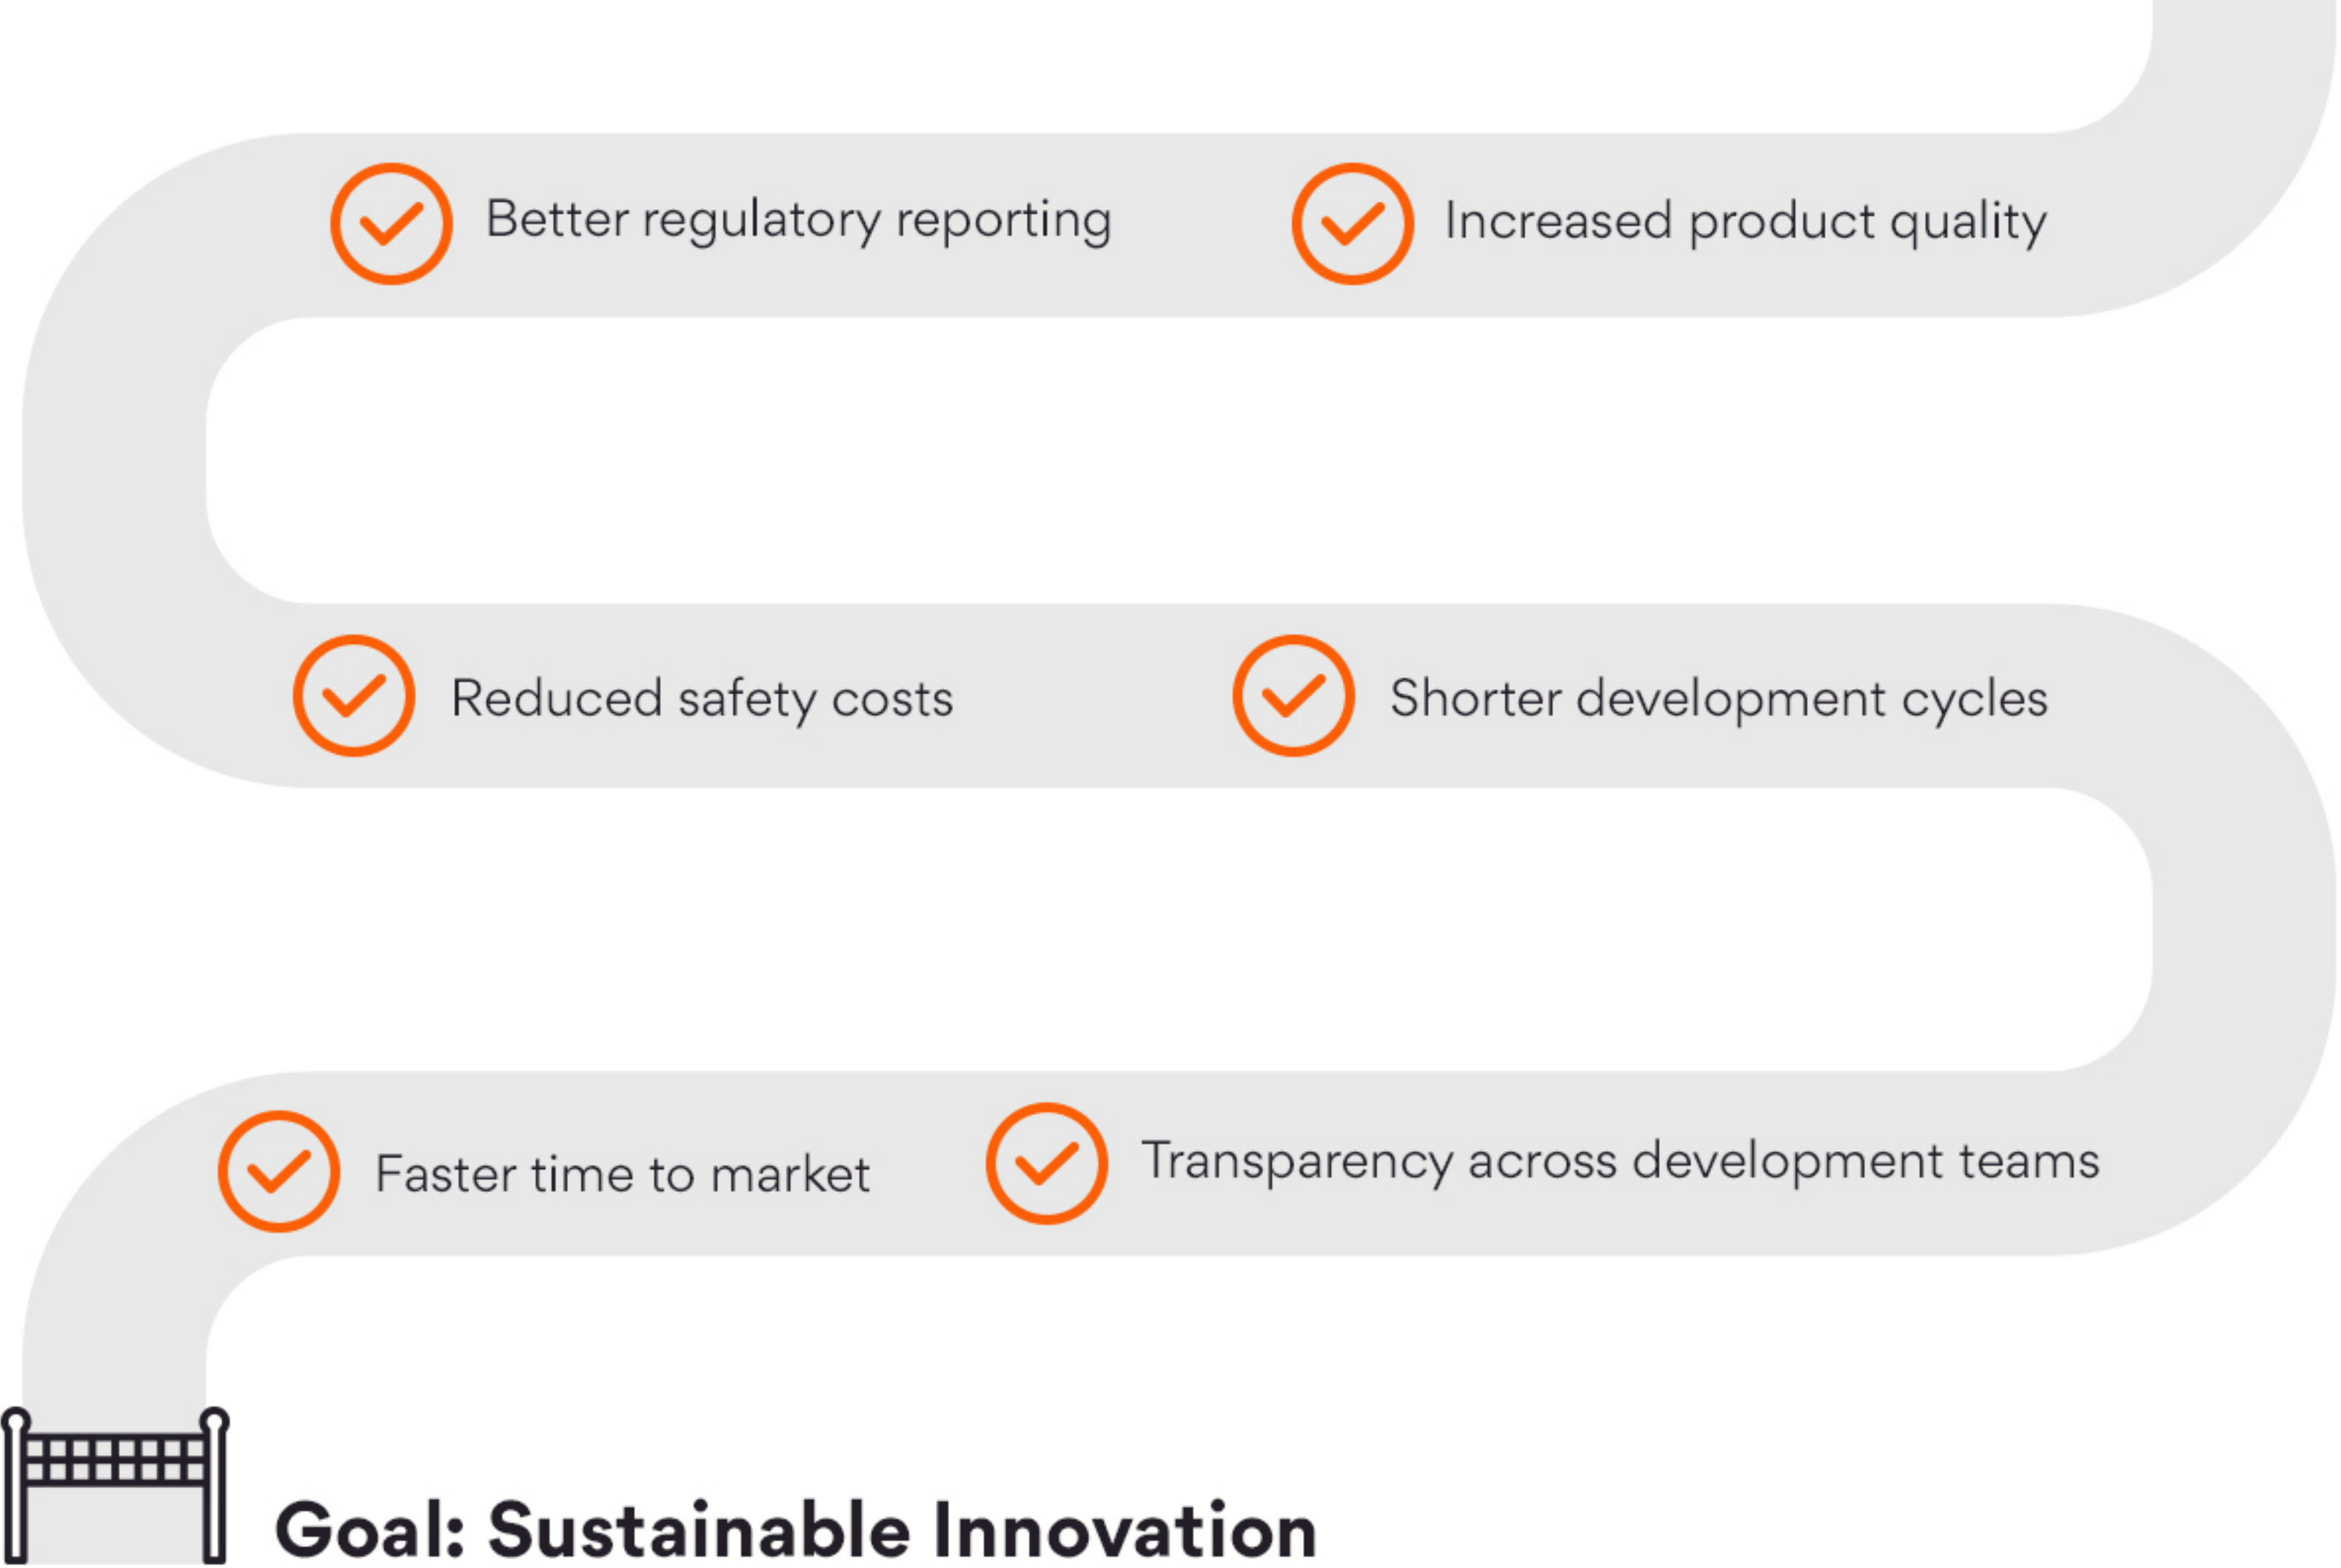 Better regulatory reporting
Increased product quality
Reduced safety costs
Shorter development cycles
Faster time to market
Transparency across development teams
Goal: Sustainable Innovation